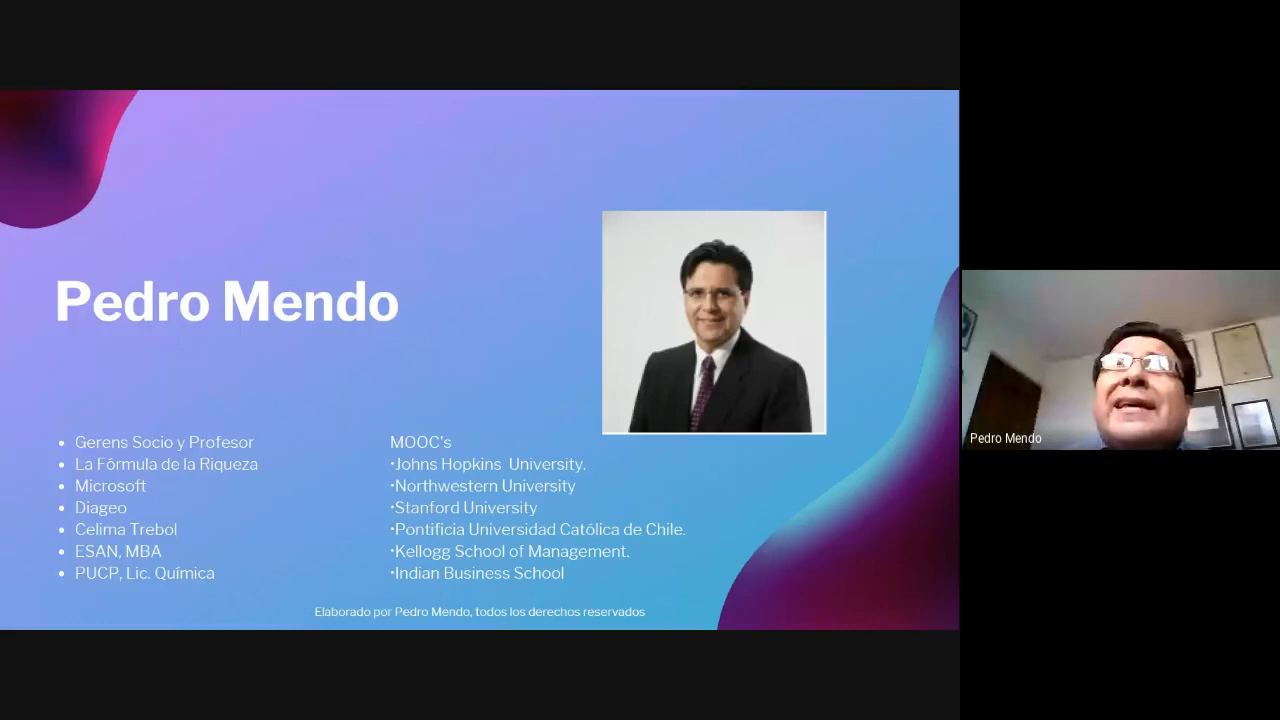 Pedro Mendo
• Gerens Socio y Profesor
• La Fórmula de la Riqueza
• Microsoft
• Diageo
• Celima Trebol
• ESAN, MBA
• PUCP, Lic. Química
MOOC's
•Johns Hopkins University.
•Northwestern University
•Stanford University
•Pontificia Universidad Católica de Chile.
•Kellogg School of Management.
•Indian Business School
Elaborado por Pedro Mendo, todos los derechos reservados
Pedro Mendo